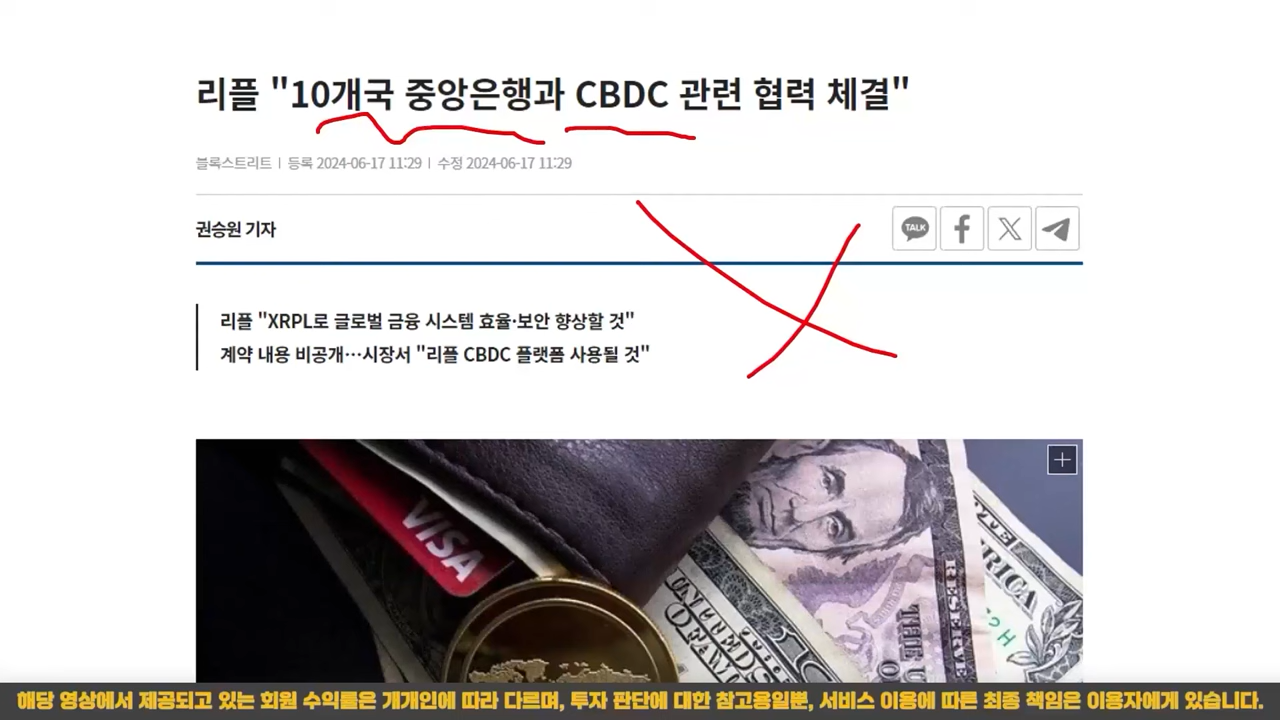 리플 "10개국 중앙은행과 CBDC 관련 협력 체결"
블록스트리트 | 등록 2024-06-17 11:29 | 수정 2024-06-17 11:29
권승원 기자
TALK
리플 "XRPL로 글로벌 금융 시스템 효율·보안 향상할 것"
계약 내용 비공개…시장서 "리플 CBDC 플랫폼 사용될 것"
VISA
해당 영상에서 제공되고 있는 회원 수익률은 개개인에 따라 다르며, 투자 판단에 대한 참고용일뿐, 서비스 이용에 따른 최종 책임은 이용자에게 있습니다.